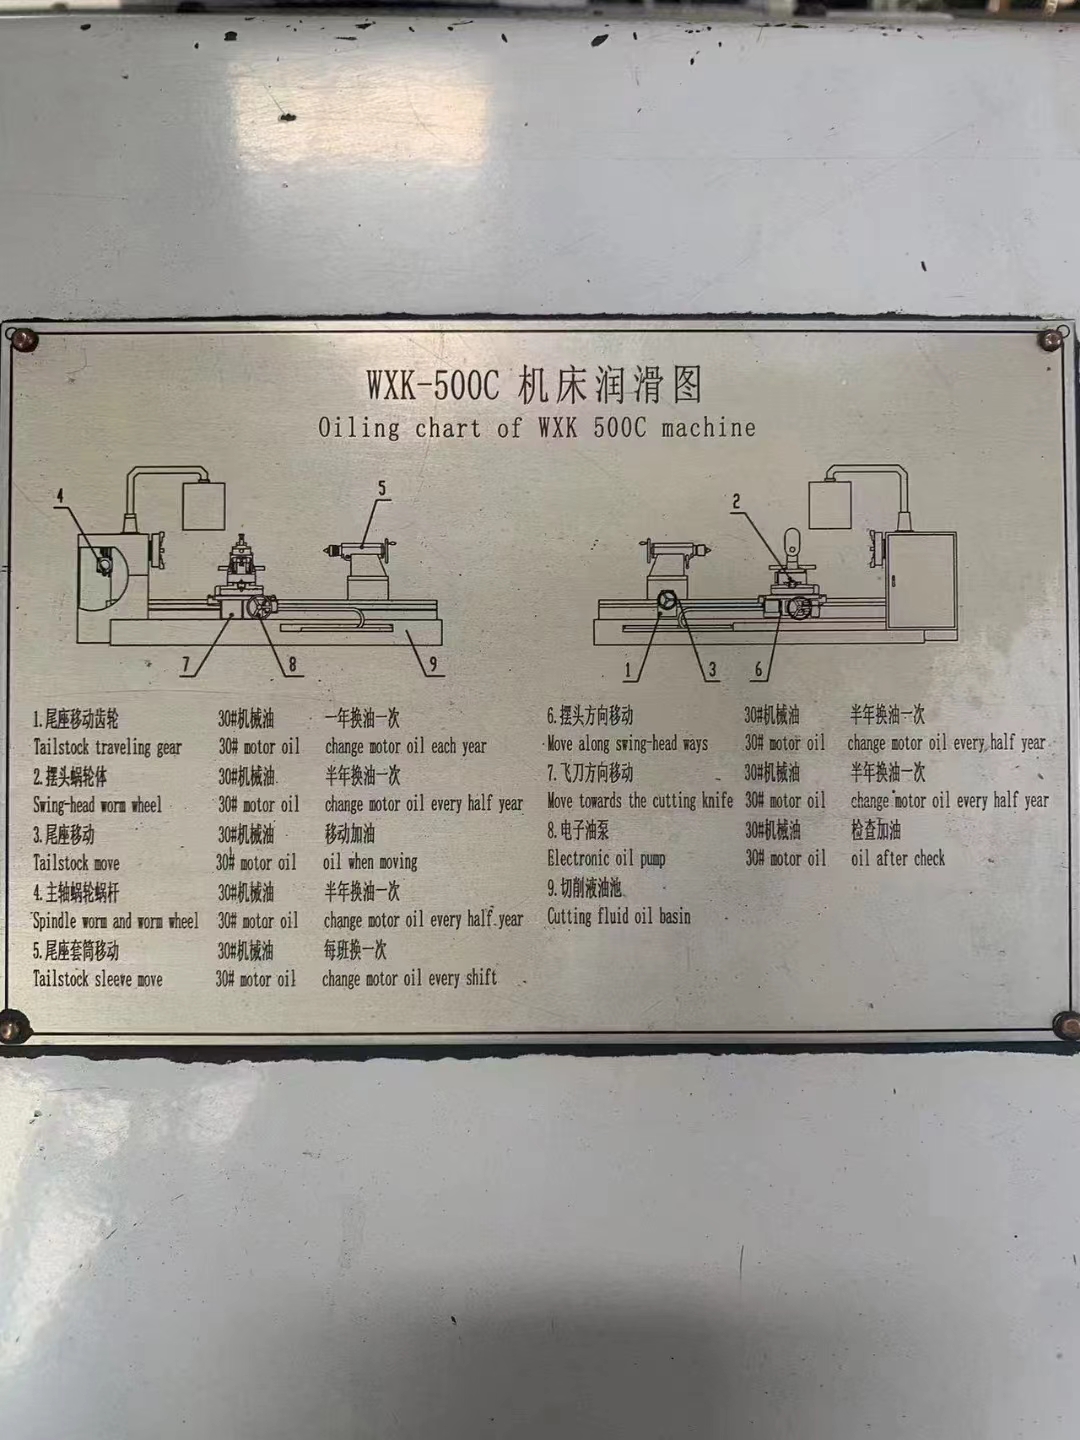 WXK-500C 机床润滑图
Oiling chart of WXK 500C machine
4
5
7
8
9
2
1
3
6
1.尾座移动齿轮 30#机械油 一年换油一次
Tailstock traveling gear 30# motor oil change motor oil each year
2.摆头蜗轮体 30#机械油 半年换油一次
Swing-head worm wheel 30# motor oil change motor oil every half year
3.尾座移动 30#机械油 移动加油
Tailstock move 30# motor oil oil when moving
4.主轴蜗轮蜗杆 30#机械油 半年换油一次
Spindle worm and worm wheel 30# motor oil change motor oil every half year
5.尾座套筒移动 30#机械油 每班换一次
Tailstock sleeve move 30# motor oil change motor oil every shift
6.摆头方向移动 30#机械油 半年换油一次
Move along swing-head ways 30# motor oil change motor oil every half year
7.飞刀方向移动 30#机械油 半年换油一次
Move towards the cutting knife 30# motor oil change motor oil every half year
8.电子油泵 30#机械油 检查加油
Electronic oil pump 30# motor oil oil after check
9.切削液油池
Cutting fluid oil basin